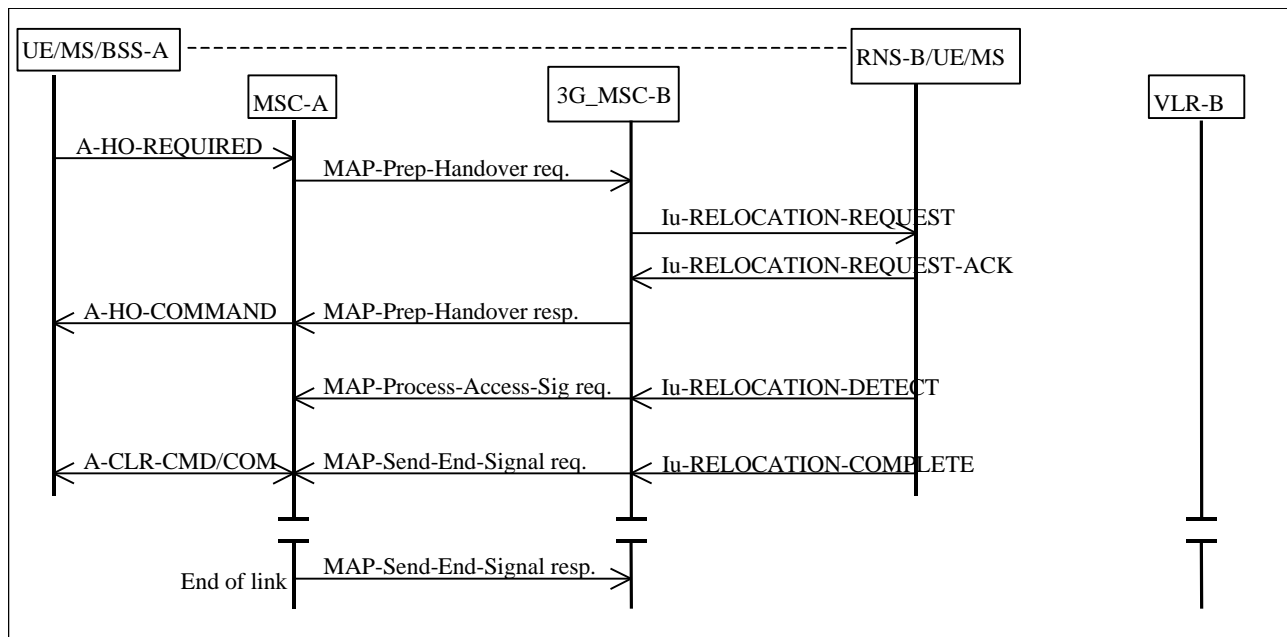 UE/MS/BSS-A
RNS-B/UE/MS
MSC-A
3G_MSC-B
VLR-B
A-HO-REQUIRED
MAP-Prep-Handover req.
Iu-RELOCATION-REQUEST
Iu-RELOCATION-REQUEST-ACK
A-HO-COMMAND
MAP-Prep-Handover resp.
MAP-Process-Access-Sig req.
Iu-RELOCATION-DETECT
A-CLR-CMD/COM
MAP-Send-End-Signal req.
Iu-RELOCATION-COMPLETE
End of link
MAP-Send-End-Signal resp.